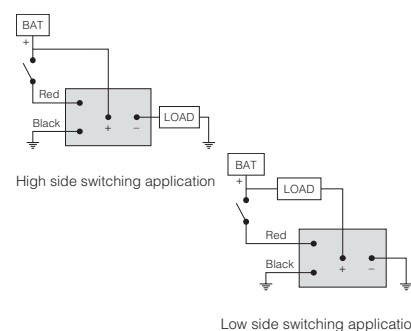 BAT
+
Red
Black
+ −
LOAD
High side switching application
BAT
+
LOAD
Red
Black
+ −
Low side switching applicatio